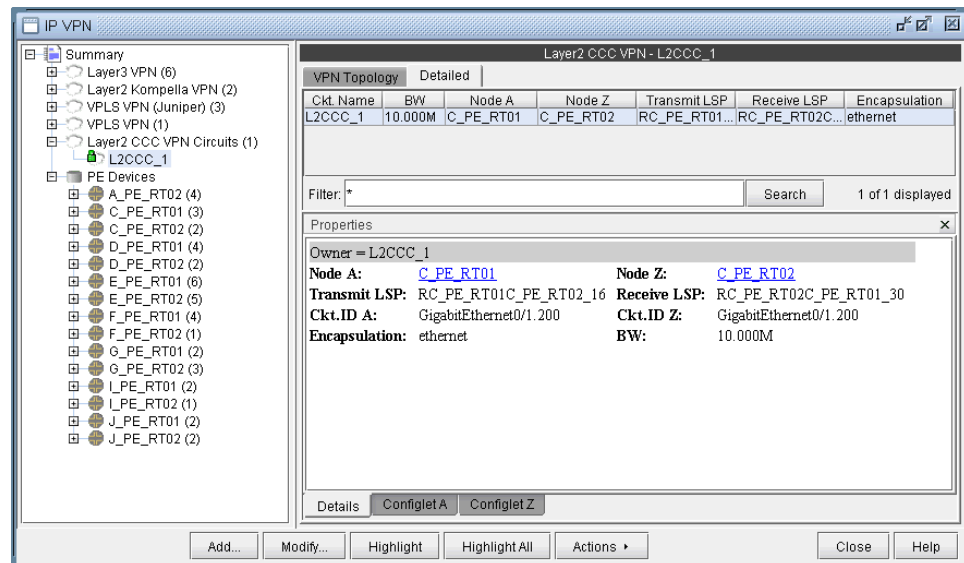 IP VPN
Summary
Layer3 VPN (6)
Layer2 Kompella VPN (2)
VPLS VPN (Juniper) (3)
VPLS VPN (1)
Layer2 CCC VPN Circuits (1)
L2CCC_1
PE Devices
A_PE_RT02 (4)
C_PE_RT01 (3)
C_PE_RT02 (2)
D_PE_RT01 (4)
D_PE_RT02 (2)
E_PE_RT01 (6)
E_PE_RT02 (5)
F_PE_RT01 (4)
F_PE_RT02 (1)
G_PE_RT01 (2)
G_PE_RT02 (3)
I_PE_RT01 (2)
I_PE_RT02 (1)
J_PE_RT01 (2)
J_PE_RT02 (2)
Layer2 CCC VPN - L2CCC_1
VPN Topology Detailed
Ckt. Name BW Node A Node Z Transmit LSP Receive LSP Encapsulation
L2CCC_1 10.000M C_PE_RT01 C_PE_RT02 RC_PE_RT01... RC_PE_RT02C... ethernet
Filter: * Search 1 of 1 displayed
Properties
Owner = L2CCC_1
Node A: C_PE_RT01 Node Z: C_PE_RT02
Transmit LSP: RC_PE_RT01C_PE_RT02_16 Receive LSP: RC_PE_RT02C_PE_RT01_30
Ckt.ID A: GigabitEthernet0/1.200 Ckt.ID Z: GigabitEthernet0/1.200
Encapsulation: ethernet BW: 10.000M
Details Configlet A Configlet Z
Add... Modify... Highlight Highlight All Actions Close Help